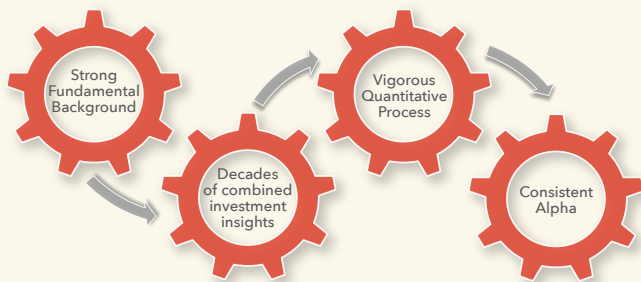 Strong
Fundamental
Background
Decades
of combined
investment
insights
Vigorous
Quantitative
Process
Consistent
Alpha